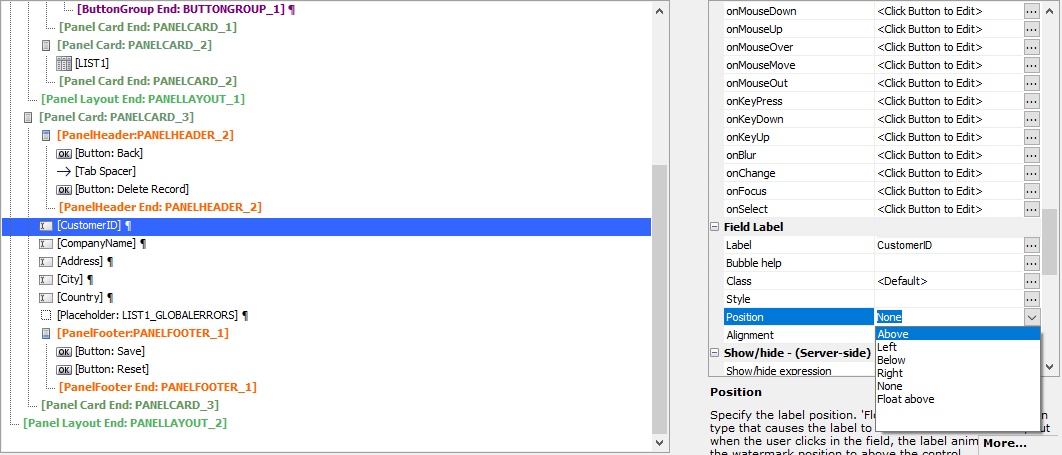 [ButtonGroup End: BUTTONGROUP_1] ¶
[Panel Card End: PANELCARD_1]
[Panel Card: PANELCARD_2]
[LIST1]
[Panel Card End: PANELCARD_2]
[Panel Layout End: PANELLAYOUT_1]
[Panel Card: PANELCARD_3]
[PanelHeader:PANELHEADER_2]
OK [Button: Back]
[Tab Spacer]
OK [Button: Delete Record]
[PanelHeader End: PANELHEADER_2]
[CustomerID] ¶
[CompanyName] ¶
[Address] ¶
[City] ¶
[Country] ¶
[Placeholder: LIST1_GLOBALERRORS] ¶
[PanelFooter:PANELFOOTER_1]
OK [Button: Save]
OK [Button: Reset]
[PanelFooter End: PANELFOOTER_1]
[Panel Card End: PANELCARD_3]
[Panel Layout End: PANELLAYOUT_2]
onMouseDown <Click Button to Edit> ...
onMouseUp <Click Button to Edit> ...
onMouseOver <Click Button to Edit> ...
onMouseMove <Click Button to Edit> ...
onMouseOut <Click Button to Edit> ...
onKeyPress <Click Button to Edit> ...
onKeyDown <Click Button to Edit> ...
onKeyUp <Click Button to Edit> ...
onBlur <Click Button to Edit> ...
onChange <Click Button to Edit> ...
onFocus <Click Button to Edit> ...
onSelect <Click Button to Edit> ...
Field Label
Label CustomerID ...
Bubble help ...
Class <Default> ...
Style ...
Position None
Alignment
Above
Left
Below
Right
None
Float above
Show/hide - (Server-side)
Show/hide expression
Position
Specify the label position. 'Flo
type that causes the label to
when the user clicks in the field, the label anim
the watermark position to above the control.
n
ut
More...